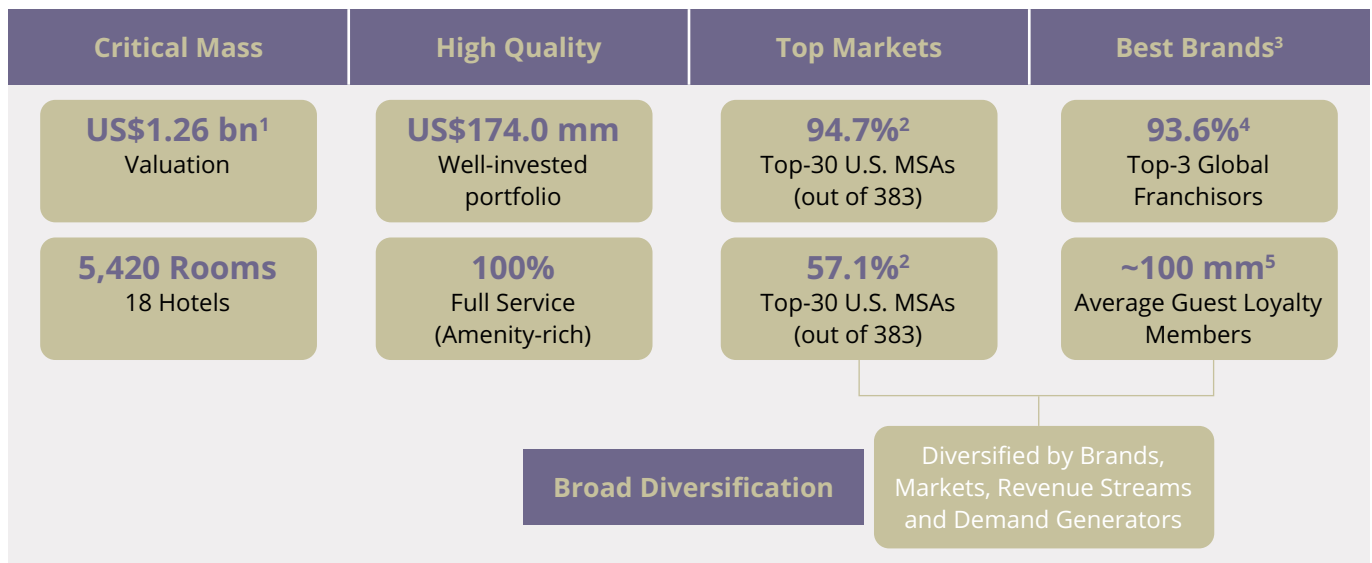 Critical Mass
High Quality
Top Markets
Best Brands³
US$1.26 bn¹
Valuation
US$174.0 mm
Well-invested
portfolio
94.7%²
Top-30 U.S. MSAs
(out of 383)
93.6%⁴
Top-3 Global
Franchisors
5,420 Rooms
18 Hotels
100%
Full Service
(Amenity-rich)
57.1%²
Top-30 U.S. MSAs
(out of 383)
~100 mm⁵
Average Guest Loyalty
Members
Broad Diversification
Diversified by Brands,
Markets, Revenue Streams
and Demand Generators